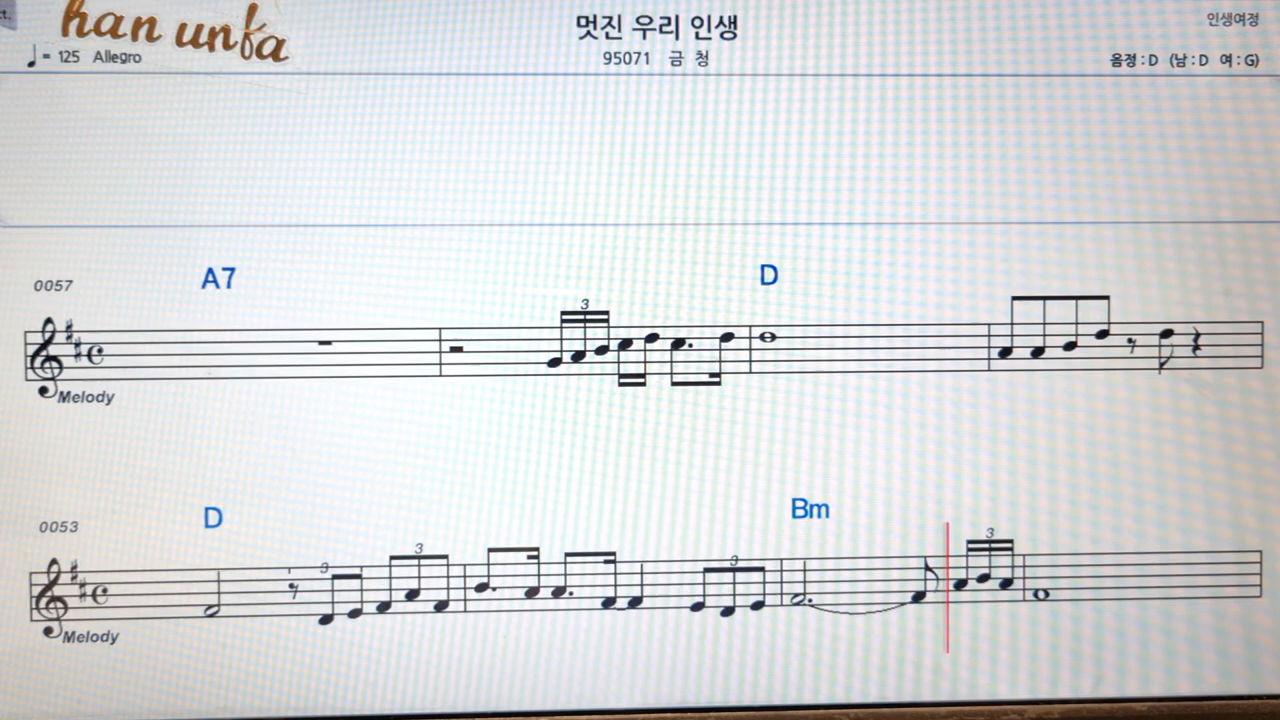 han unfa
멋진 우리 인생
인생여정
♩= 125 Allegro
95071 금 청
음정 : D (남 : D 여 : G)
0057
A7
D
3
Melody
0053
D
Bm
3
3
3
3
Melody